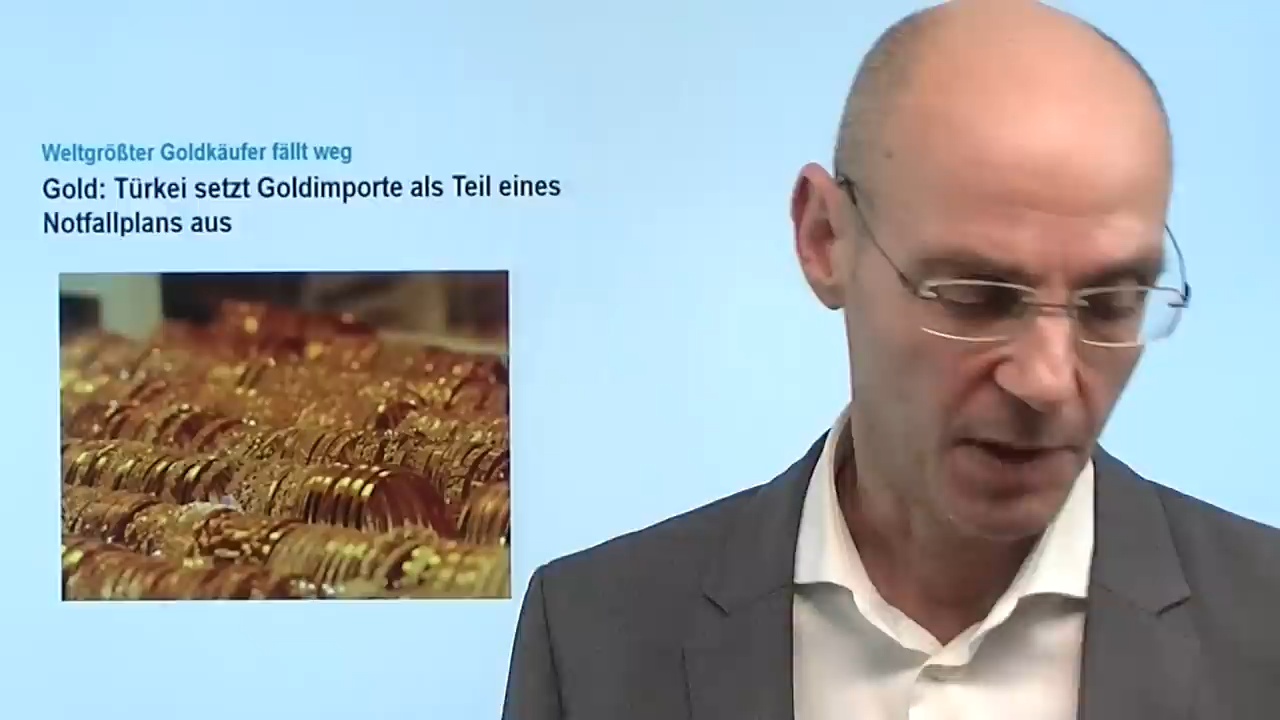 Weltgrößter Goldkäufer fällt weg
Gold: Türkei setzt Goldimporte als Teil eines
Notfallplans aus